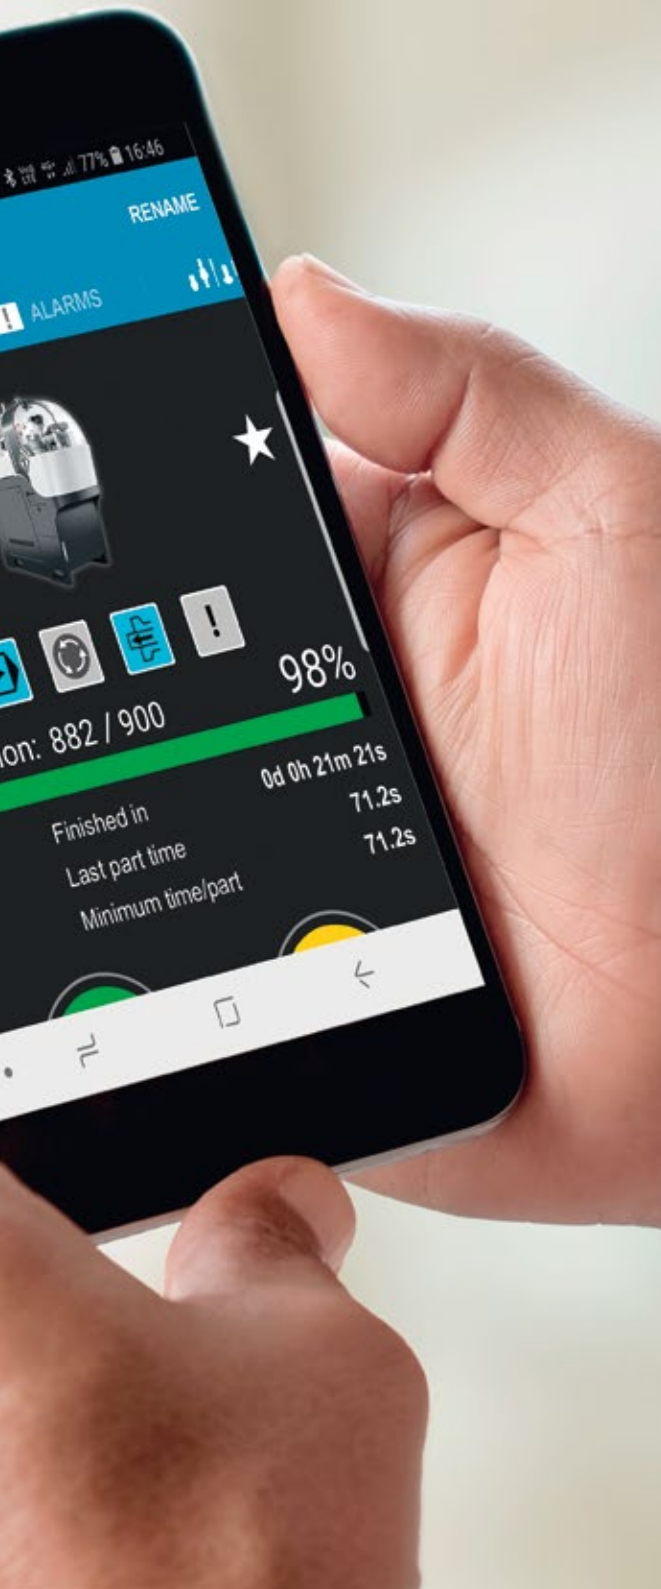 77% 16:46
RENAME
! ALARMS
!
98%
on: 882 / 900
Finished in 0d 0h 21m 21s
Last part time 71.2s
Minimum time/part 71.2s